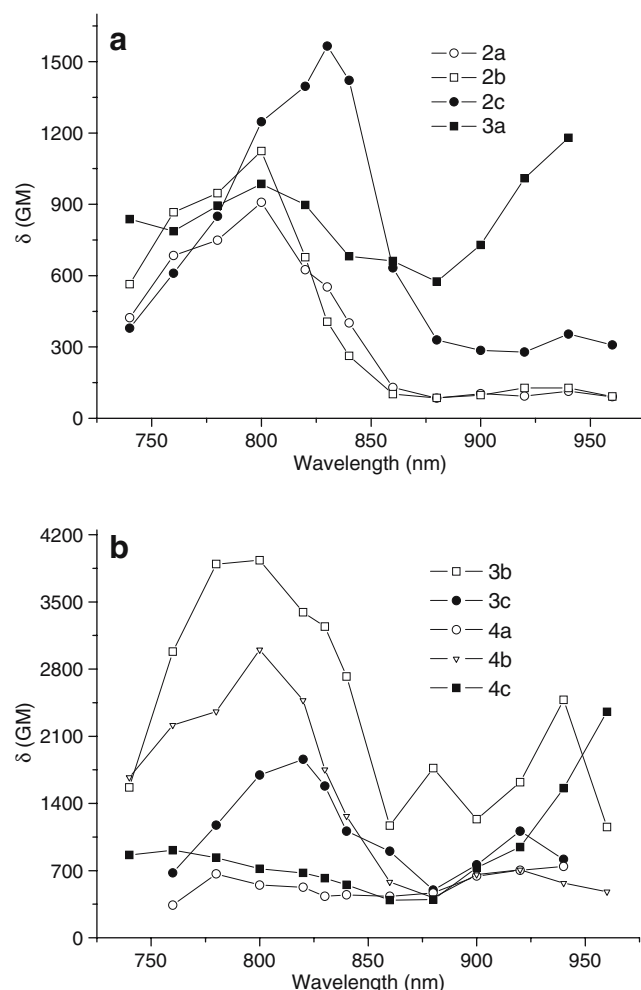 a
1500
1200
900
600
300
0
δ (GM)
2a
2b
2c
3a
750 800 850 900 950
Wavelength (nm)
b
4200
3500
2800
2100
1400
700
0
δ (GM)
3b
3c
4a
4b
4c
750 800 850 900 950
Wavelength (nm)